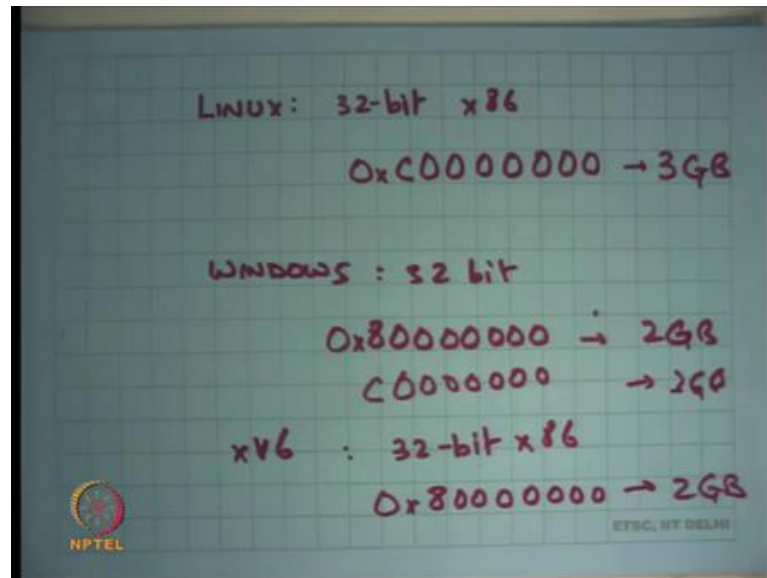 LINUX: 32-bit x86
0xC0000000 → 3GB
WINDOWS : 32 bit
0x80000000 → 2GB
C0000000 →
xV6 : 32-bit x86
0x80000000 → 2GB
NPTEL
ETSC, IIT DELHI